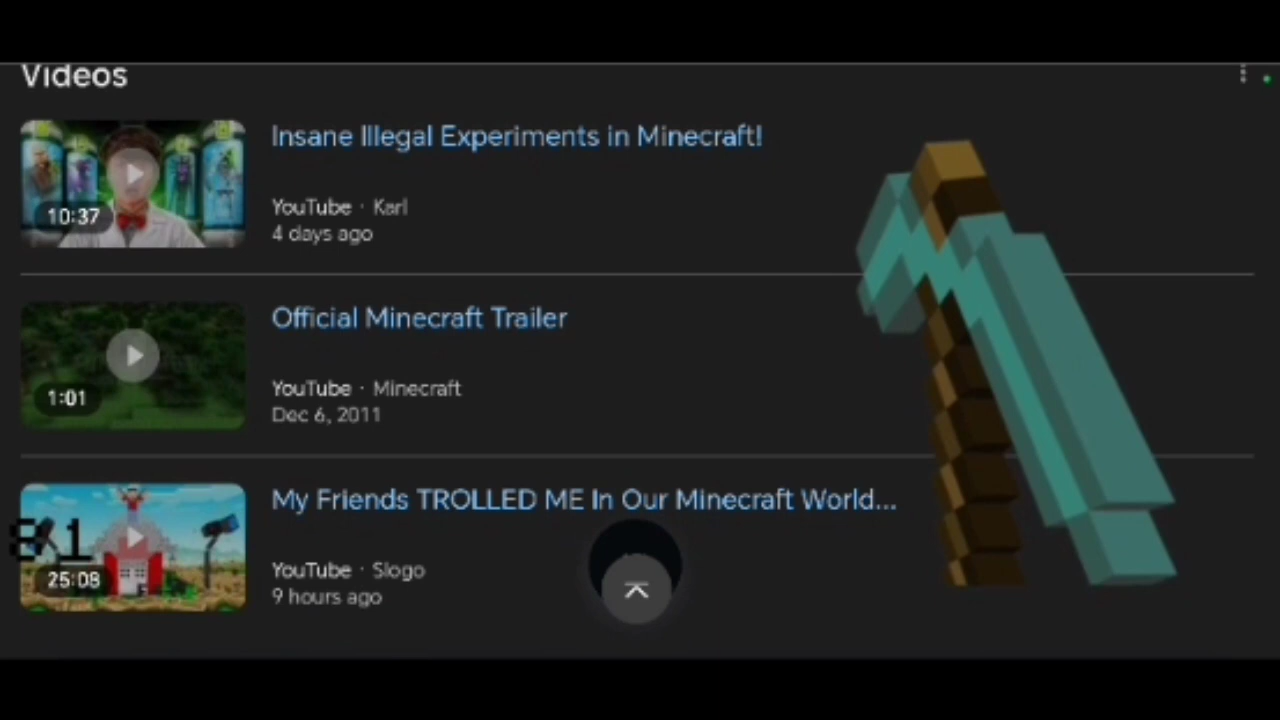 Videos
Insane Illegal Experiments in Minecraft!
10:37
YouTube · Karl
4 days ago
Official Minecraft Trailer
1:01
YouTube · Minecraft
Dec 6, 2011
My Friends TROLLED ME In Our Minecraft World...
81
25:08
YouTube · Slogo
9 hours ago